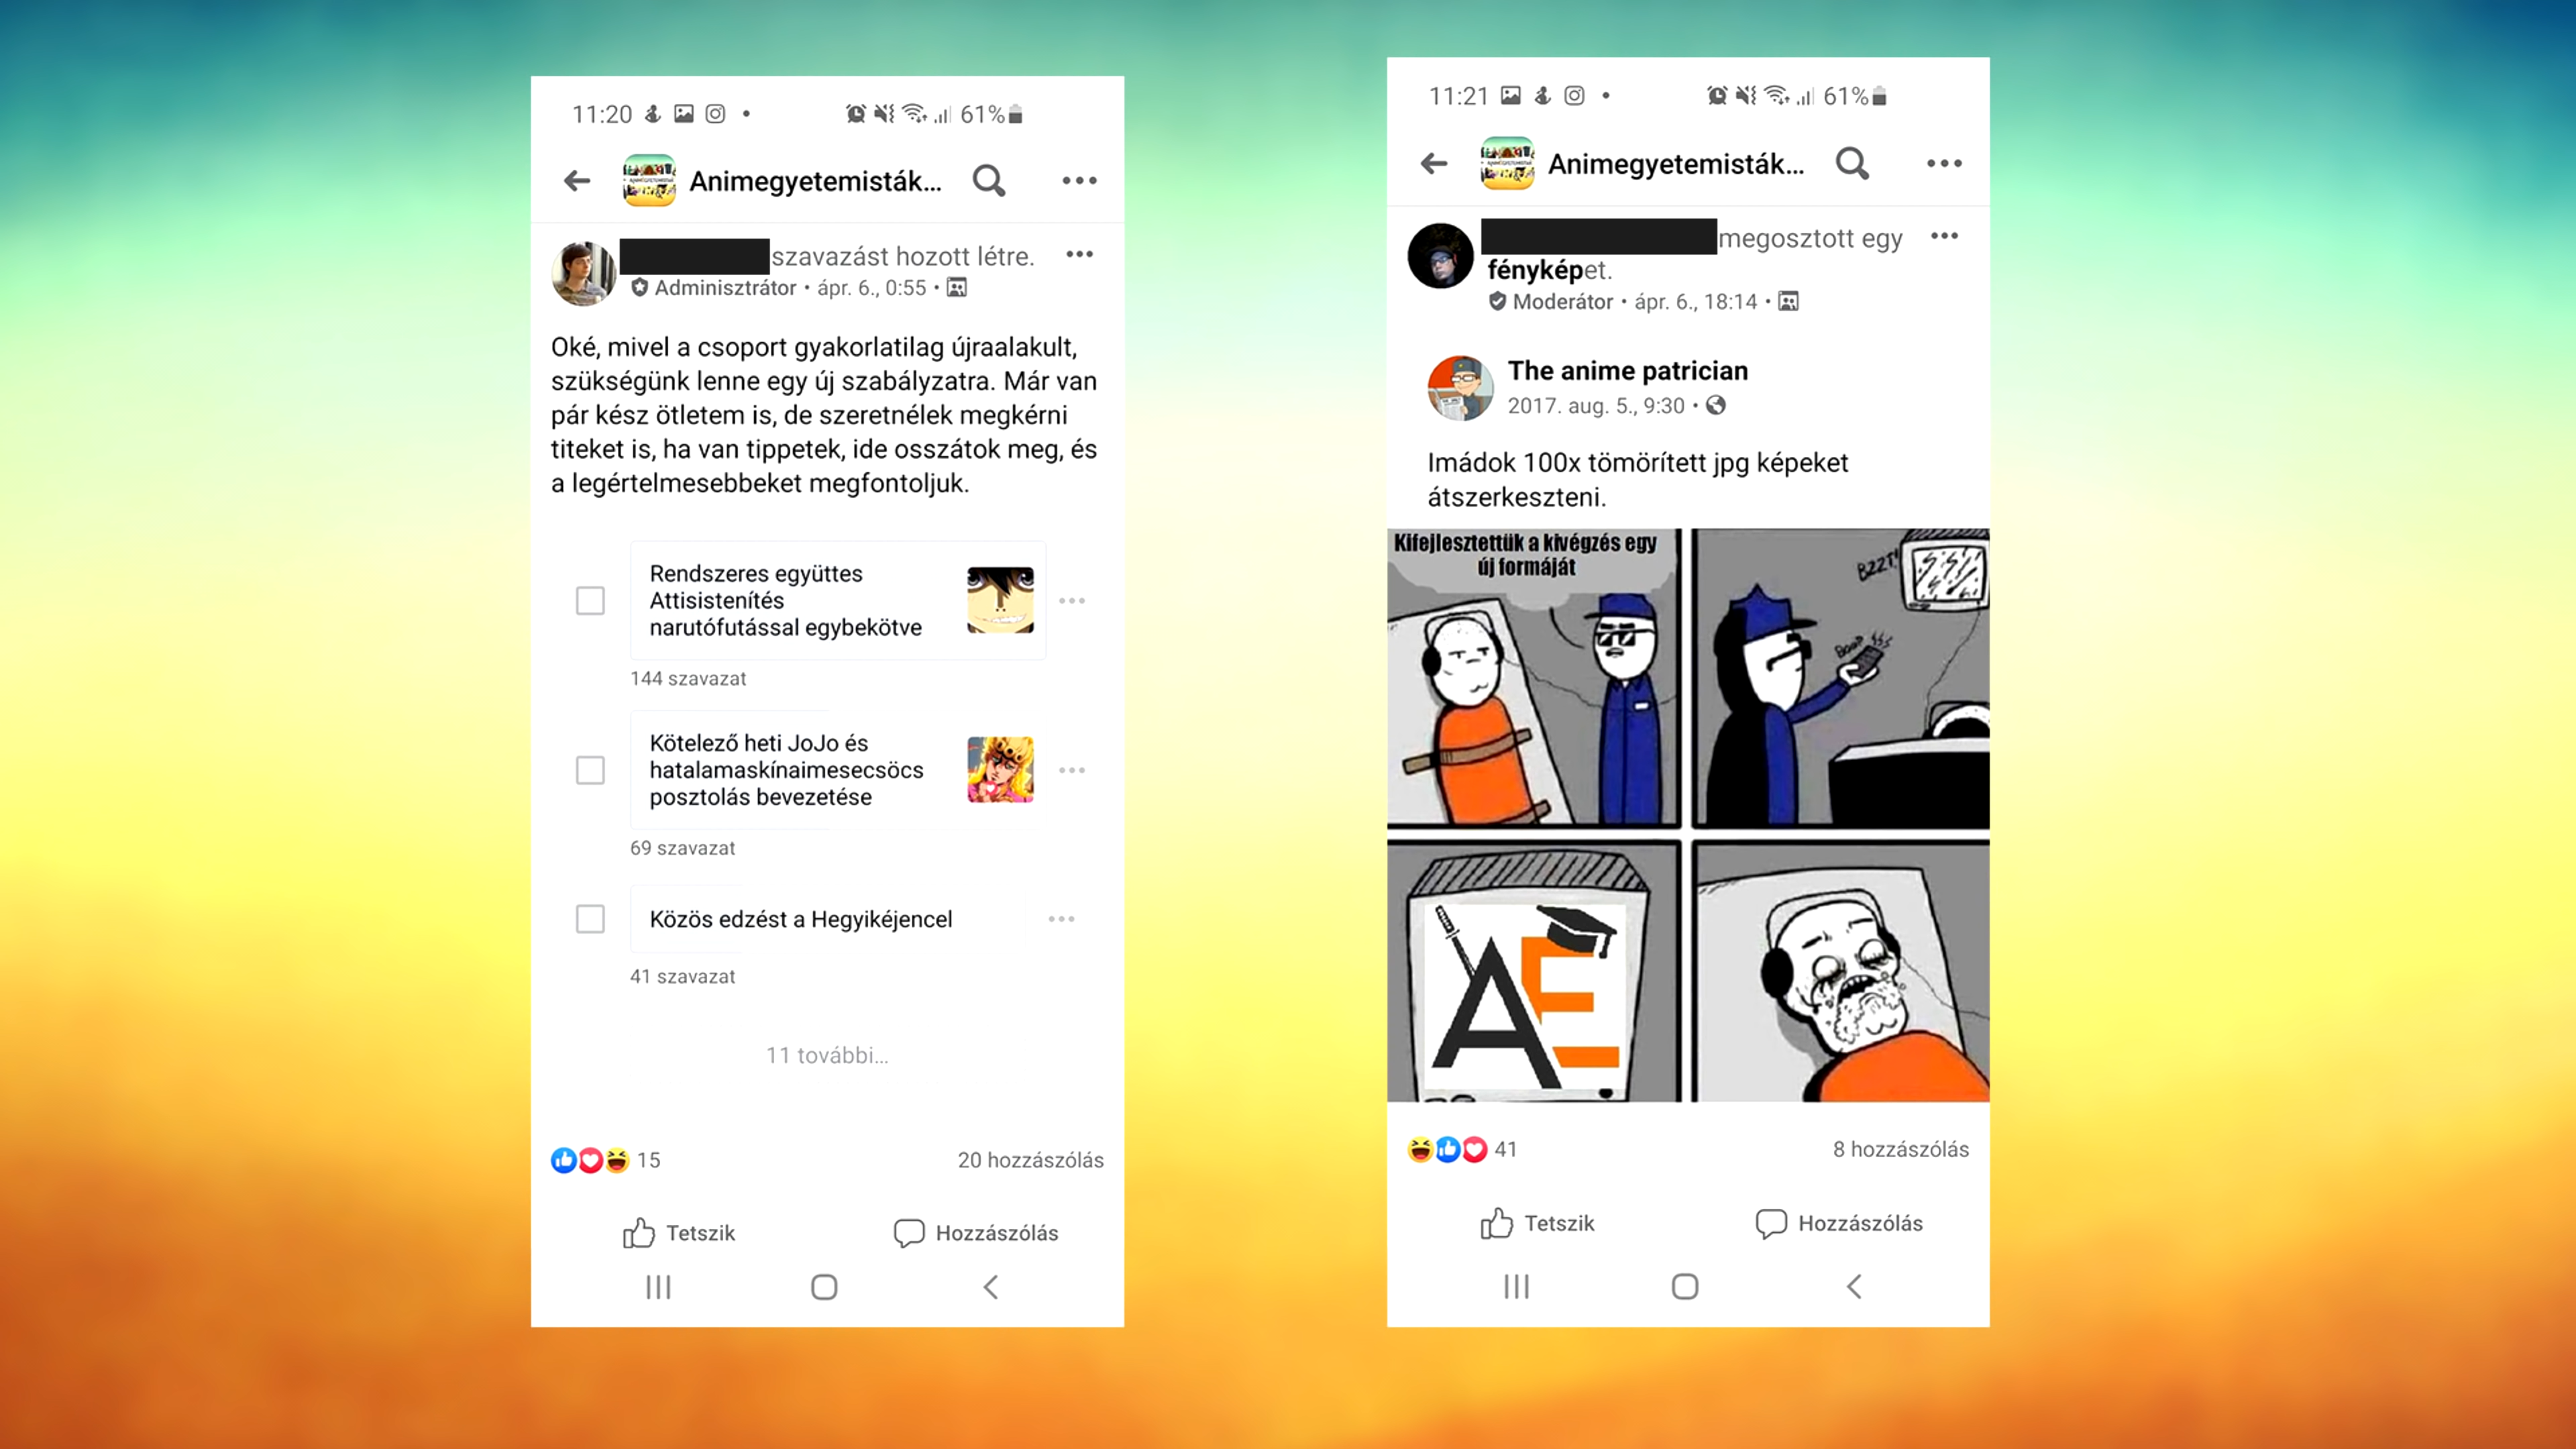 11:20
61%
Animegyetemisták...
szavazást hozott létre.
Adminisztrátor • ápr. 6., 0:55 •
Oké, mivel a csoport gyakorlatilag újraalakult,
szükségünk lenne egy új szabályzatra. Már van
pár kész ötletem is, de szeretnélek megkérni
titeket is, ha van tippetek, ide osszátok meg, és
a legértelmesebbeket megfontoljuk.
Rendszeres együttes
Attisistenítés
narutófutással egybekötve
144 szavazat
Kötelező heti JoJo és
hatalamaskínaimesecsöcs
posztolás bevezetése
69 szavazat
Közös edzést a Hegyikéjencel
41 szavazat
11 további...
15
20 hozzászólás
Tetszik
Hozzászólás
11:21
61%
Animegyetemisták...
megosztott egy
fényképet.
Moderátor • ápr. 6., 18:14 •
The anime patrician
2017. aug. 5., 9:30 •
Imádok 100x tömörített jpg képeket
átszerkeszteni.
Kifejlesztettük a kivégzés egy
új formáját
BZZT!
BOOP
AE
41
8 hozzászólás
Tetszik
Hozzászólás